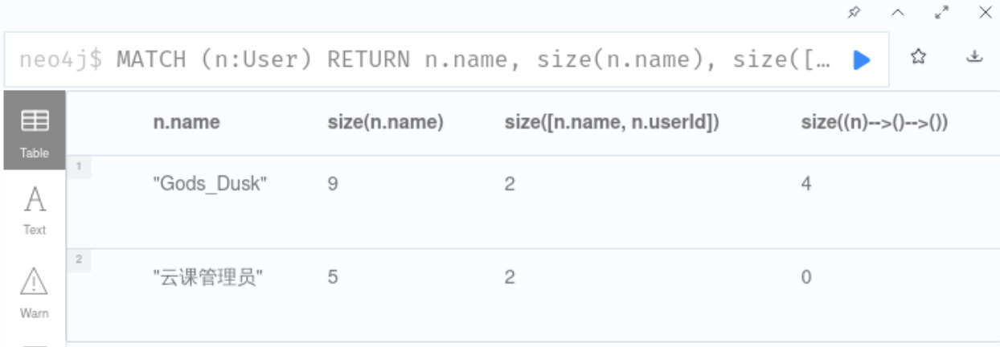 neo4j$ MATCH (n:User) RETURN n.name, size(n.name), size([…
Table
n.name size(n.name) size([n.name, n.userId]) size((n)-->()-->())
1
"Gods_Dusk" 9 2 4
Text
2
"云课管理员" 5 2 0
Warn